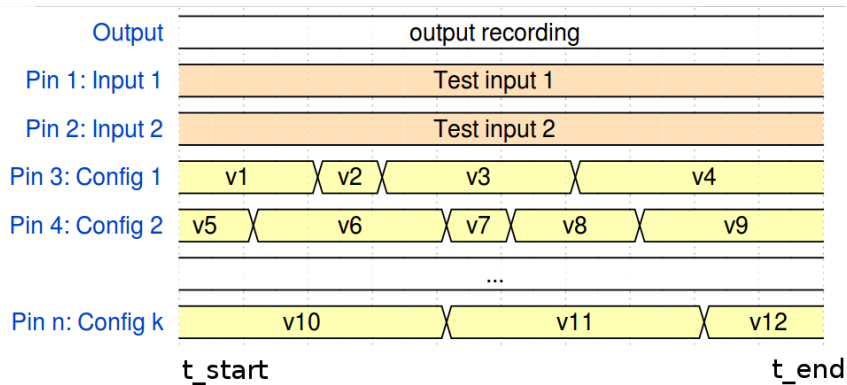 Output output recording
Pin 1: Input 1 Test input 1
Pin 2: Input 2 Test input 2
Pin 3: Config 1 v1 v2 v3 v4
Pin 4: Config 2 v5 v6 v7 v8 v9
...
Pin n: Config k v10 v11 v12
t_start t_end